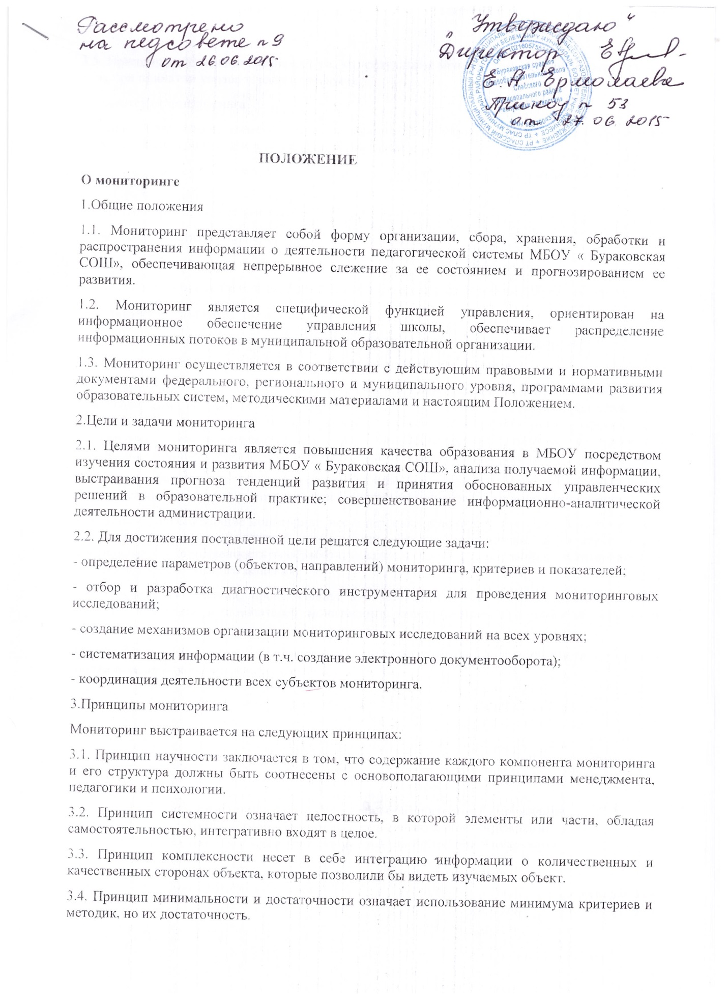 Рассмотрено
на педсовете п 9
от 26.06.2015
„Утверждаю“
Директор
Е. А. Ермолаева
Приказ п 53
от 27.06 2015
«Бураковская средняя
общеобразовательная школа
Спасского
муниципального района
Республики Татарстан»
ПОЛОЖЕНИЕ
О мониторинге
1.Общие положения
1.1. Мониторинг представляет собой форму организации, сбора, хранения, обработки и
распространения информации о деятельности педагогической системы МБОУ « Бураковская
СОШ», обеспечивающая непрерывное слежение за ее состоянием и прогнозированием ее
развития.
1.2. Мониторинг является специфической функцией управления, ориентирован на
информационное обеспечение управления школы, обеспечивает распределение
информационных потоков в муниципальной образовательной организации.
1.3. Мониторинг осуществляется в соответствии с действующим правовыми и нормативными
документами федерального, регионального и муниципального уровня, программами развития
образовательных систем, методическими материалами и настоящим Положением.
2.Цели и задачи мониторинга
2.1. Целями мониторинга является повышения качества образования в МБОУ посредством
изучения состояния и развития МБОУ « Бураковская СОШ», анализа получаемой информации,
выстраивания прогноза тенденций развития и принятия обоснованных управленческих
решений в образовательной практике; совершенствование информационно-аналитической
деятельности администрации.
2.2. Для достижения поставленной цели решатся следующие задачи:
- определение параметров (объектов, направлений) мониторинга, критериев и показателей;
- отбор и разработка диагностического инструментария для проведения мониторинговых
исследований;
- создание механизмов организации мониторинговых исследований на всех уровнях;
- систематизация информации (в т.ч. создание электронного документооборота);
- координация деятельности всех субъектов мониторинга.
3.Принципы мониторинга
Мониторинг выстраивается на следующих принципах:
3.1. Принцип научности заключается в том, что содержание каждого компонента мониторинга
и его структура должны быть соотнесены с основополагающими принципами менеджмента,
педагогики и психологии.
3.2. Принцип системности означает целостность, в которой элементы или части, обладая
самостоятельностью, интегративно входят в целое.
3.3. Принцип комплексности несет в себе интеграцию информации о количественных и
качественных сторонах объекта, которые позволили бы видеть изучаемых объект.
3.4. Принцип минимальности и достаточности означает использование минимума критериев и
методик, но их достаточность.